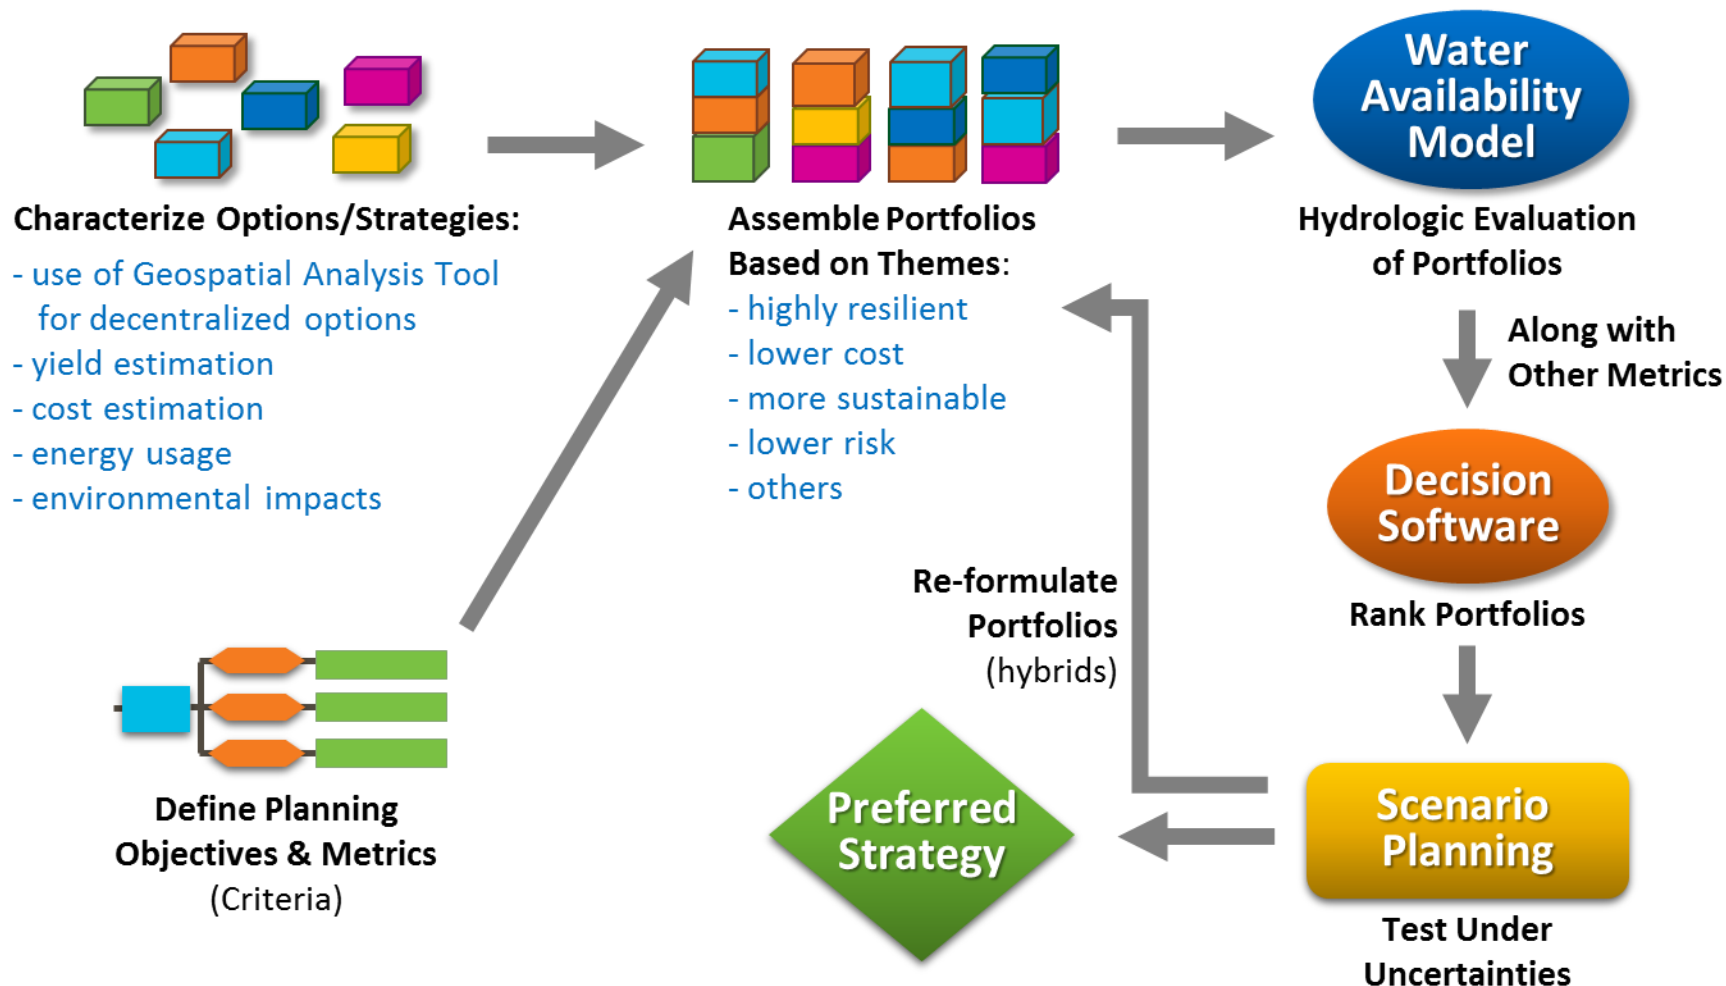 Characterize Options/Strategies:
- use of Geospatial Analysis Tool
for decentralized options
- yield estimation
- cost estimation
- energy usage
- environmental impacts
Define Planning
Objectives & Metrics
(Criteria)
Assemble Portfolios
Based on Themes:
- highly resilient
- lower cost
- more sustainable
- lower risk
- others
Water
Availability
Model
Hydrologic Evaluation
of Portfolios
Along with
Other Metrics
Decision
Software
Rank Portfolios
Scenario
Planning
Test Under
Uncertainties
Re-formulate
Portfolios
(hybrids)
Preferred
Strategy